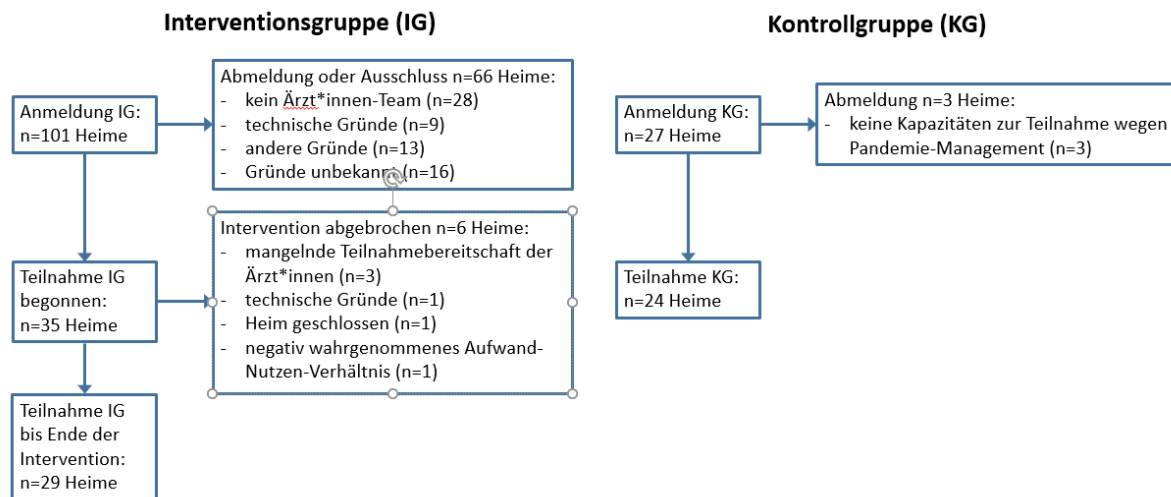 Interventionsgruppe (IG)
Kontrollgruppe (KG)
Anmeldung IG:
n=101 Heime
Abmeldung oder Ausschluss n=66 Heime:
- kein Ärzt*innen-Team (n=28)
- technische Gründe (n=9)
- andere Gründe (n=13)
- Gründe unbekannt (n=16)
Teilnahme IG
begonnen:
n=35 Heime
Intervention abgebrochen n=6 Heime:
- mangelnde Teilnahmebereitschaft der
Ärzt*innen (n=3)
- technische Gründe (n=1)
- Heim geschlossen (n=1)
- negativ wahrgenommenes Aufwand-
Nutzen-Verhältnis (n=1)
Teilnahme IG
bis Ende der
Intervention:
n=29 Heime
Anmeldung KG:
n=27 Heime
Abmeldung n=3 Heime:
- keine Kapazitäten zur Teilnahme wegen
Pandemie-Management (n=3)
Teilnahme KG:
n=24 Heime